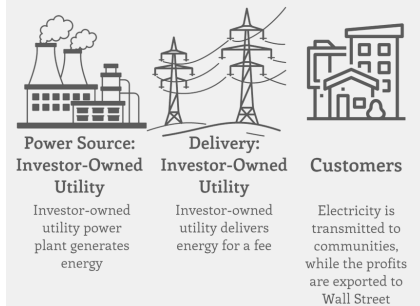 Power Source:
Investor-Owned
Utility
Investor-owned
utility power
plant generates
energy
Delivery:
Investor-Owned
Utility
Investor-owned
utility delivers
energy for a fee
Customers
Electricity is
transmitted to
communities,
while the profits
are exported to
Wall Street